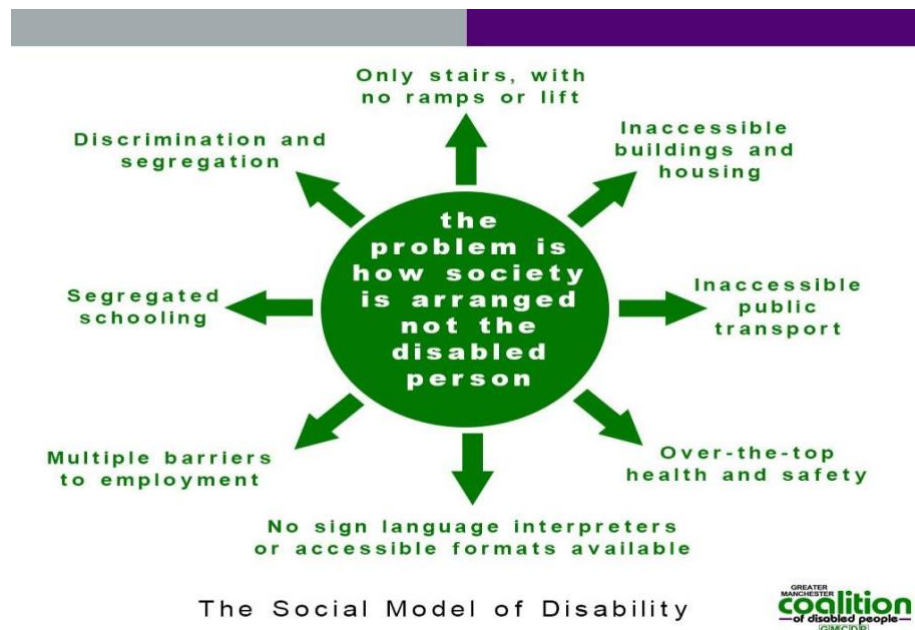 Only stairs, with
no ramps or lift
Inaccessible
buildings and
housing
Inaccessible
public
transport
Over-the-top
health and safety
No sign language interpreters
or accessible formats available
Multiple barriers
to employment
Segregated
schooling
Discrimination and
segregation
the
problem is
how society
is arranged
not the
disabled
person
The Social Model of Disability
GREATER
MANCHESTER
coalition
of disabled people
GMCDP